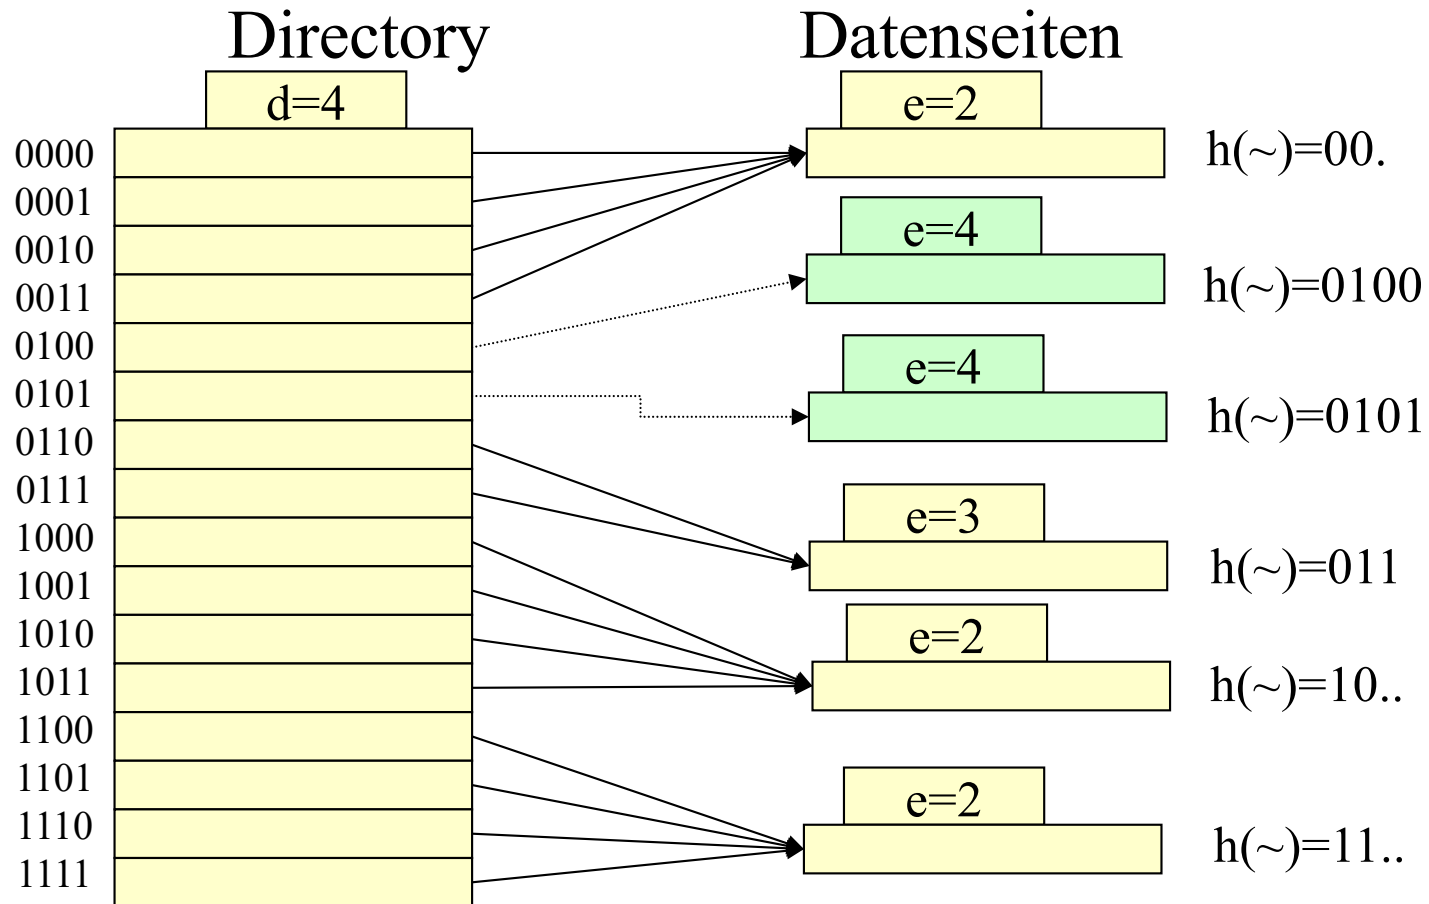 Directory Datenseiten
d=4 e=2
0000 h(~)=00.
0001
e=4
0010
0011 h(~)=0100
0100
e=4
0101
0110 h(~)=0101
0111
e=3
1000
1001 h(~)=011
1010
e=2
1011 h(~)=10..
1100
1101
e=2
1110
1111 h(~)=11..